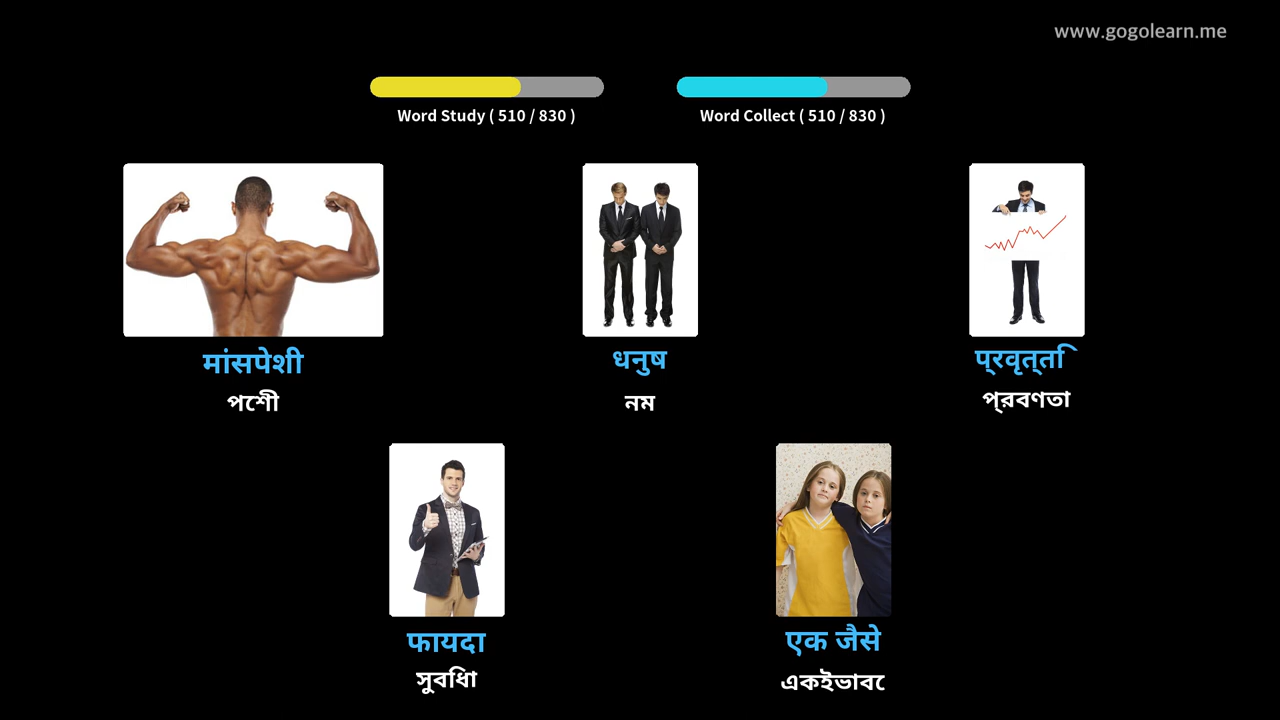 www.gogolearn.me
Word Study ( 510 / 830 )
Word Collect ( 510 / 830 )
मांसपेशी
পেশী
धनुष
নম
प्रवृत्ति
প্রবণতা
फायदा
সুবিধা
एक जैसे
একইভাবে